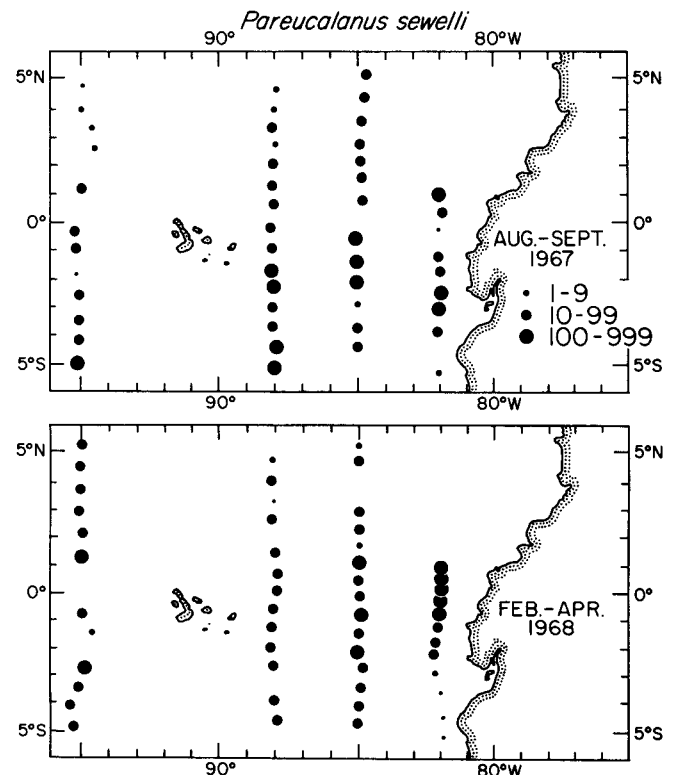 Pareucalanus sewelli
90° 80°W
5°N 5°N
0° 0°
AUG.-SEPT.
1967
1-9
10-99
100-999
5°S 5°S
90° 80°W
5°N 5°N
0° 0°
FEB.-APR.
1968
5°S 5°S
90° 80°W